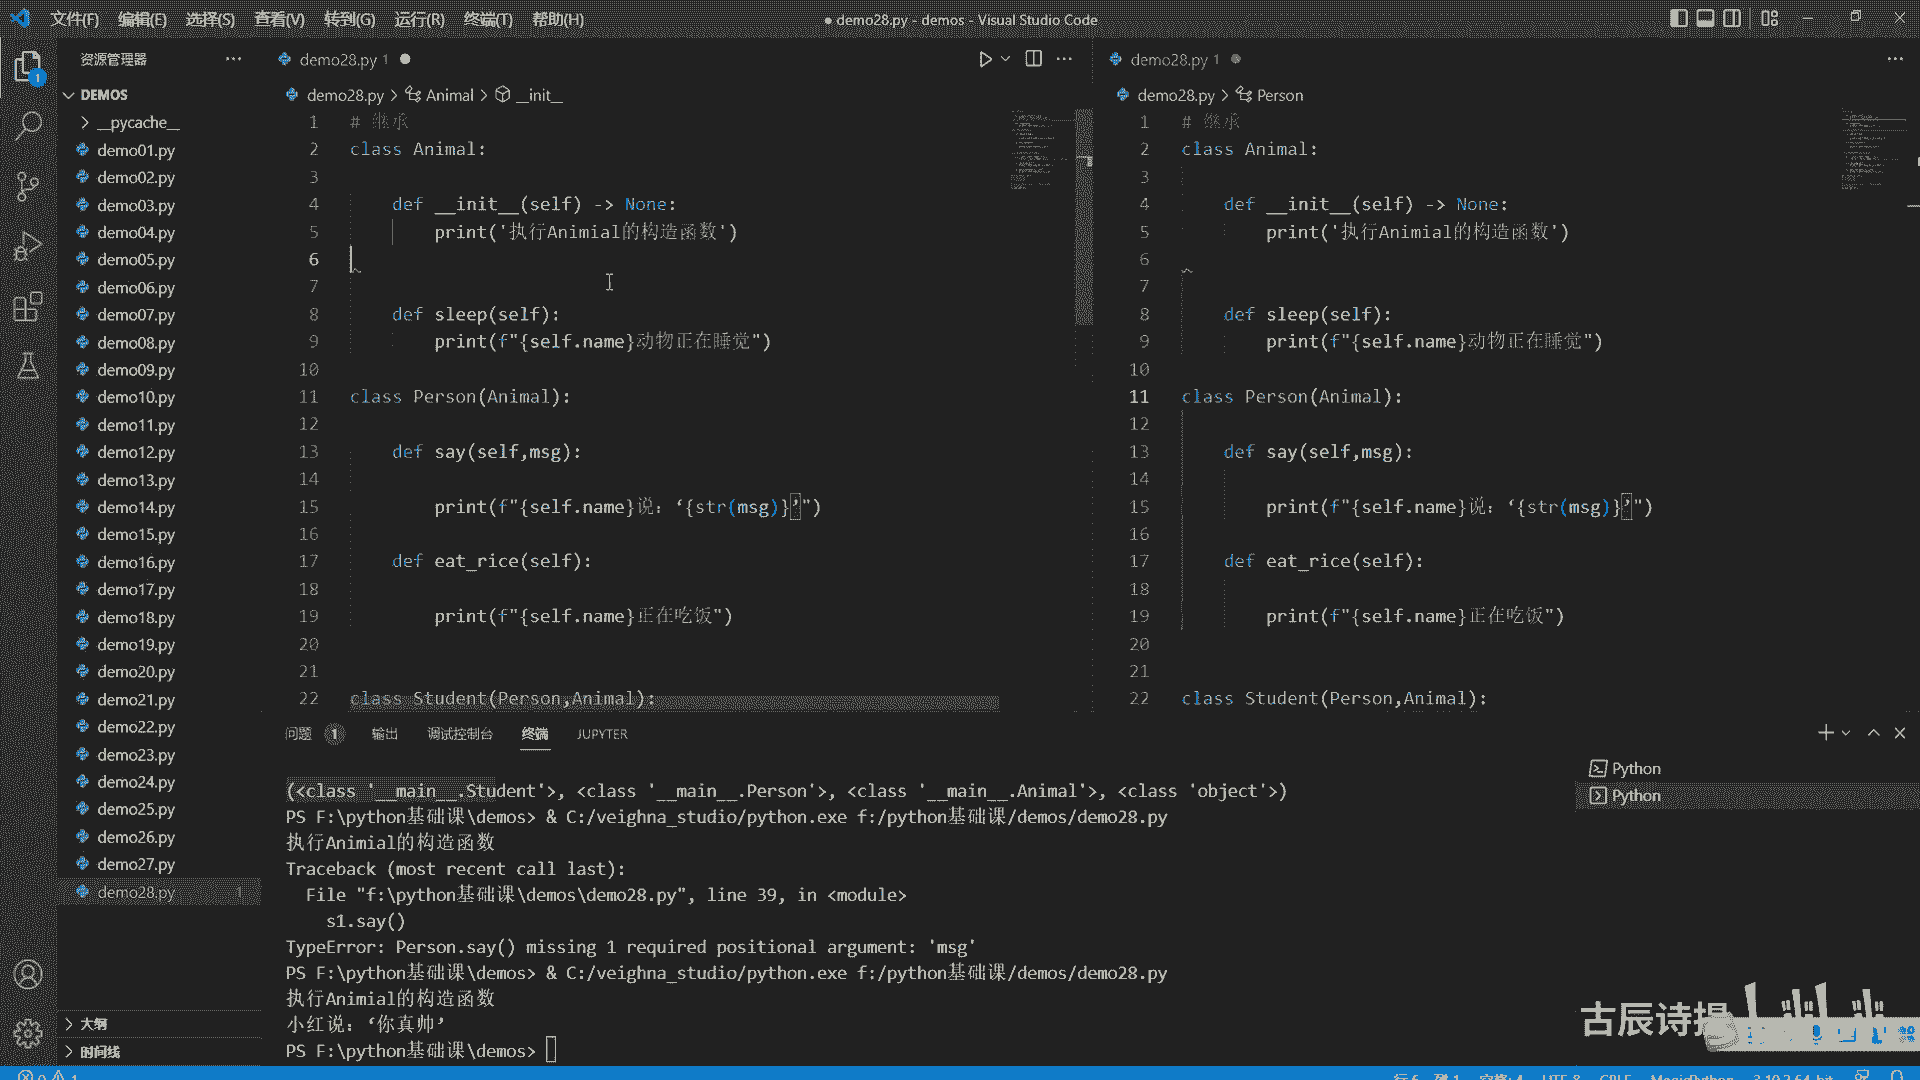 文件(F) 编辑(E) 选择(S) 查看(V) 转到(G) 运行(R) 终端(T) 帮助(H)
● demo28.py - demos - Visual Studio Code
资源管理器
DEMOS
__pycache__
demo01.py
demo02.py
demo03.py
demo04.py
demo05.py
demo06.py
demo07.py
demo08.py
demo09.py
demo10.py
demo11.py
demo12.py
demo13.py
demo14.py
demo15.py
demo16.py
demo17.py
demo18.py
demo19.py
demo20.py
demo21.py
demo22.py
demo23.py
demo24.py
demo25.py
demo26.py
demo27.py
demo28.py 1
大纲
时间线
demo28.py 1
demo28.py > Animal > __init__
1 # 继承
2 class Animal:
3
4 def __init__(self) -> None:
5 print('执行Animial的构造函数')
6
7
8 def sleep(self):
9 print(f"{self.name}动物正在睡觉")
10
11 class Person(Animal):
12
13 def say(self,msg):
14
15 print(f"{self.name}说：‘{str(msg)}’")
16
17 def eat_rice(self):
18
19 print(f"{self.name}正在吃饭")
20
21
22 class Student(Person,Animal):
demo28.py 1
demo28.py > Person
1 # 继承
2 class Animal:
3
4 def __init__(self) -> None:
5 print('执行Animial的构造函数')
6
7
8 def sleep(self):
9 print(f"{self.name}动物正在睡觉")
10
11 class Person(Animal):
12
13 def say(self,msg):
14
15 print(f"{self.name}说：‘{str(msg)}’")
16
17 def eat_rice(self):
18
19 print(f"{self.name}正在吃饭")
20
21
22 class Student(Person,Animal):
问题 1 输出 调试控制台 终端 JUPYTER
(<class '__main__.Student'>, <class '__main__.Person'>, <class '__main__.Animal'>, <class 'object'>)
PS F:\python基础课\demos> & C:/veighna_studio/python.exe f:/python基础课/demos/demo28.py
执行Animial的构造函数
Traceback (most recent call last):
File "f:\python基础课\demos\demo28.py", line 39, in <module>
s1.say()
TypeError: Person.say() missing 1 required positional argument: 'msg'
PS F:\python基础课\demos> & C:/veighna_studio/python.exe f:/python基础课/demos/demo28.py
执行Animial的构造函数
小红说：‘你真帅’
PS F:\python基础课\demos>
Python
Python
古辰诗